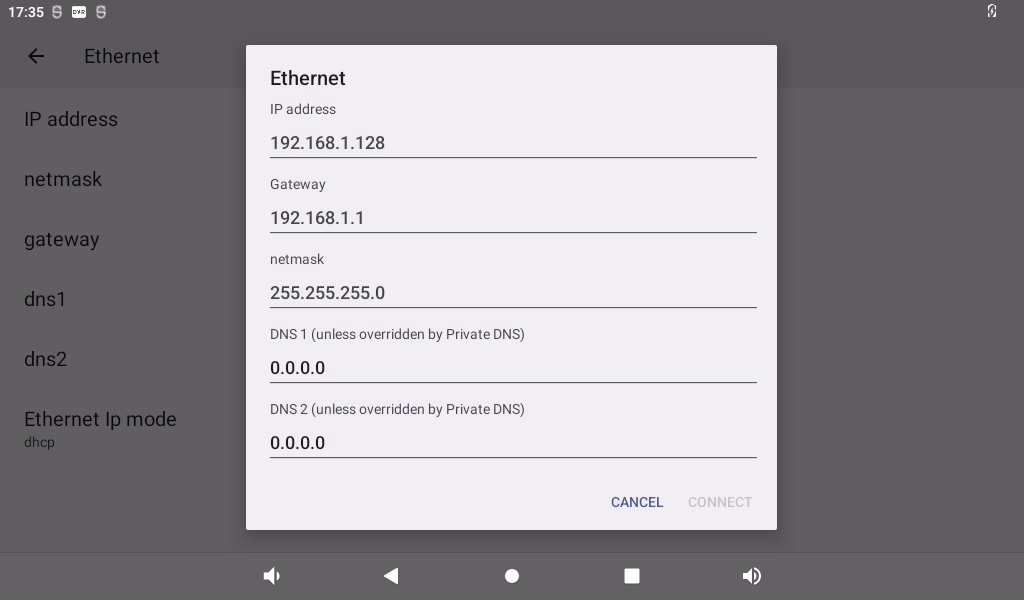 17:35
DVR
Ethernet
IP address
netmask
gateway
dns1
dns2
Ethernet Ip mode
dhcp
Ethernet
IP address
192.168.1.128
Gateway
192.168.1.1
netmask
255.255.255.0
DNS 1 (unless overridden by Private DNS)
0.0.0.0
DNS 2 (unless overridden by Private DNS)
0.0.0.0
CANCEL CONNECT